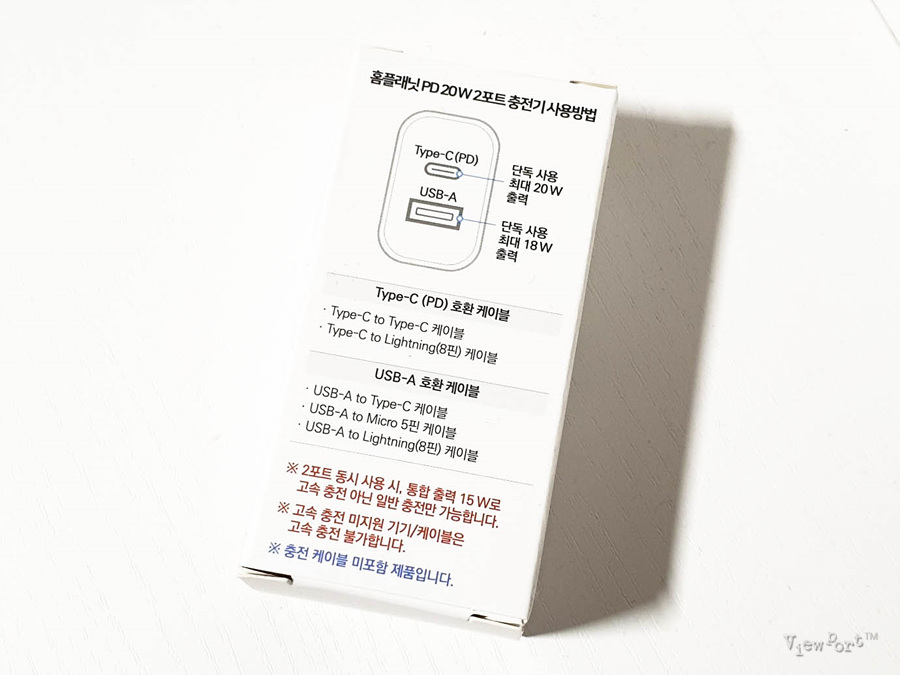 홈플래닛 PD 20W 2포트 충전기 사용방법
Type-C (PD)
단독 사용
최대 20W
출력
USB-A
단독 사용
최대 18W
출력
Type-C (PD) 호환 케이블
· Type-C to Type-C 케이블
· Type-C to Lightning(8핀) 케이블
USB-A 호환 케이블
· USB-A to Type-C 케이블
· USB-A to Micro 5핀 케이블
· USB-A to Lightning(8핀) 케이블
※ 2포트 동시 사용 시, 통합 출력 15W로
고속 충전 아닌 일반 충전만 가능합니다.
※ 고속 충전 미지원 기기/케이블은
고속 충전 불가합니다.
※ 충전 케이블 미포함 제품입니다.
ViewPort™